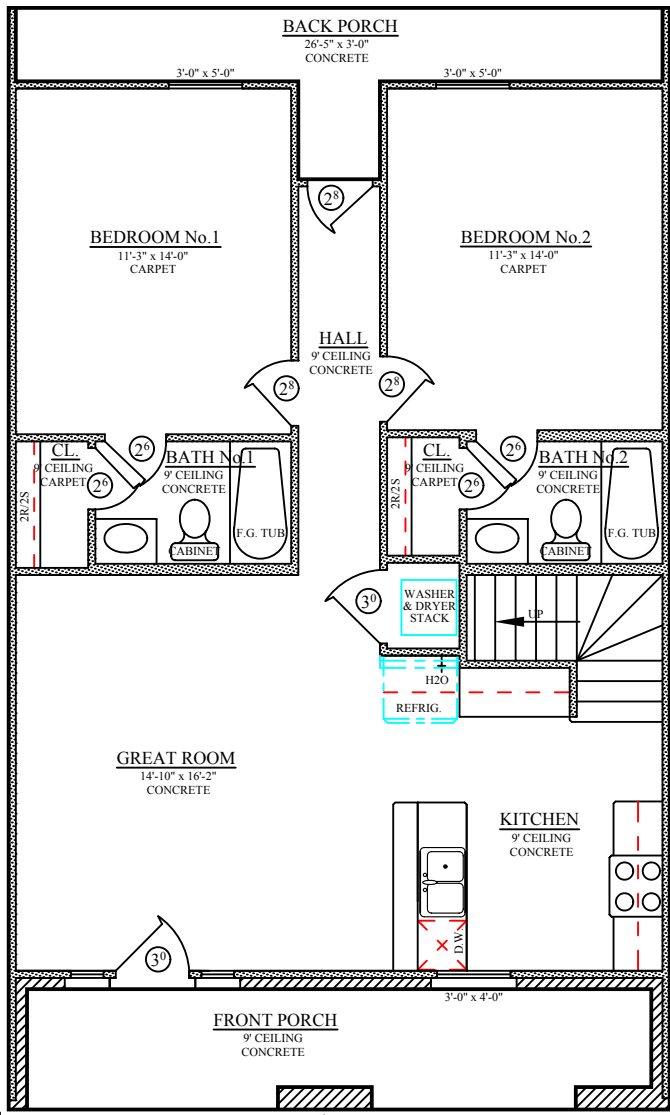 BACK PORCH
26'-5" x 3'-0"
CONCRETE
3'-0" x 5'-0"
3'-0" x 5'-0"
2⁸
BEDROOM No.1
11'-3" x 14'-0"
CARPET
BEDROOM No.2
11'-3" x 14'-0"
CARPET
HALL
9' CEILING
CONCRETE
2⁸
2⁸
CL.
9' CEILING
CARPET
2R/2S
2⁶
2⁶
BATH No.1
9' CEILING
CONCRETE
CABINET
F.G. TUB
CL.
9' CEILING
CARPET
2R/2S
2⁶
2⁶
BATH No.2
9' CEILING
CONCRETE
CABINET
F.G. TUB
3⁰
WASHER
& DRYER
STACK
UP
H2O
REFRIG.
GREAT ROOM
14'-10" x 16'-2"
CONCRETE
KITCHEN
9' CEILING
CONCRETE
D.W.
3⁰
3'-0" x 4'-0"
FRONT PORCH
9' CEILING
CONCRETE